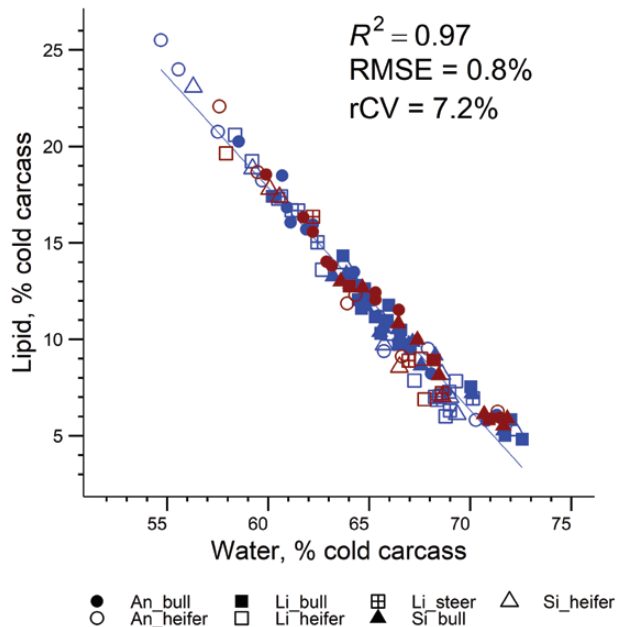 R² = 0.97
RMSE = 0.8%
rCV = 7.2%
Lipid, % cold carcass
25
20
15
10
5
55 60 65 70 75
Water, % cold carcass
An_bull Li_bull Li_steer Si_heifer
An_heifer Li_heifer Si_bull